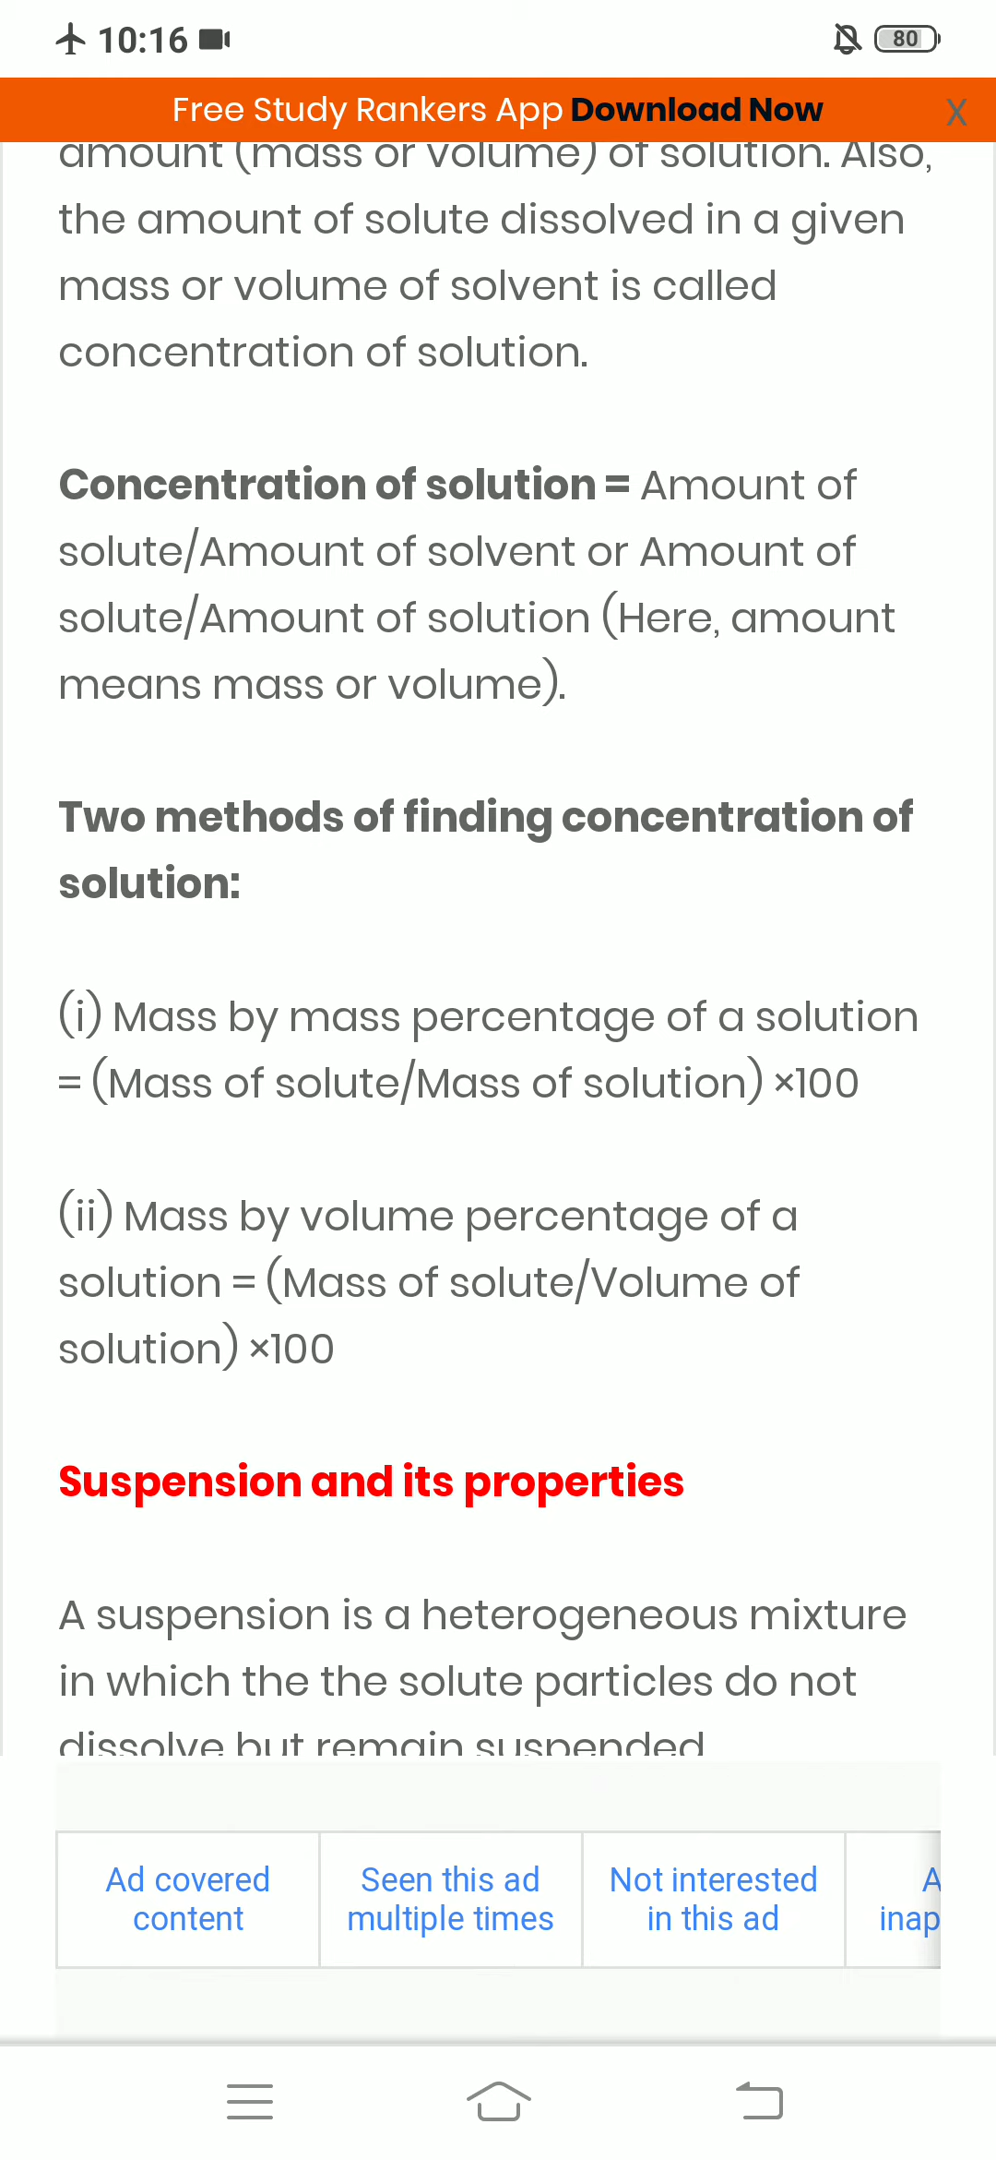 10:16
80
Free Study Rankers App Download Now X
amount (mass or volume) of solution. Also,
the amount of solute dissolved in a given
mass or volume of solvent is called
concentration of solution.
Concentration of solution = Amount of
solute/Amount of solvent or Amount of
solute/Amount of solution (Here, amount
means mass or volume).
Two methods of finding concentration of
solution:
(i) Mass by mass percentage of a solution
= (Mass of solute/Mass of solution) ×100
(ii) Mass by volume percentage of a
solution = (Mass of solute/Volume of
solution) ×100
Suspension and its properties
A suspension is a heterogeneous mixture
in which the the solute particles do not
dissolve but remain suspended
Ad covered
content
Seen this ad
multiple times
Not interested
in this ad
A
inap